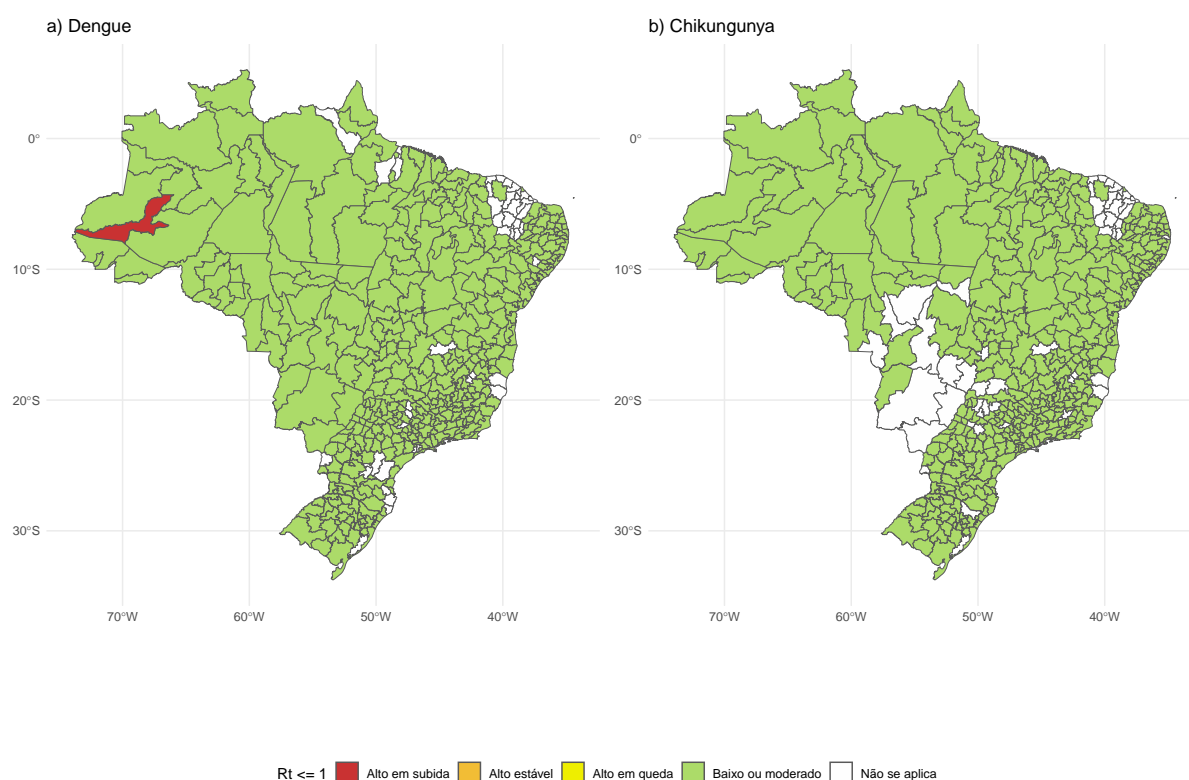 a) Dengue
b) Chikungunya
0°
10°S
20°S
30°S
70°W 60°W 50°W 40°W
0°
10°S
20°S
30°S
70°W 60°W 50°W 40°W
Rt <= 1 Alto em subida Alto estável Alto em queda Baixo ou moderado Não se aplica